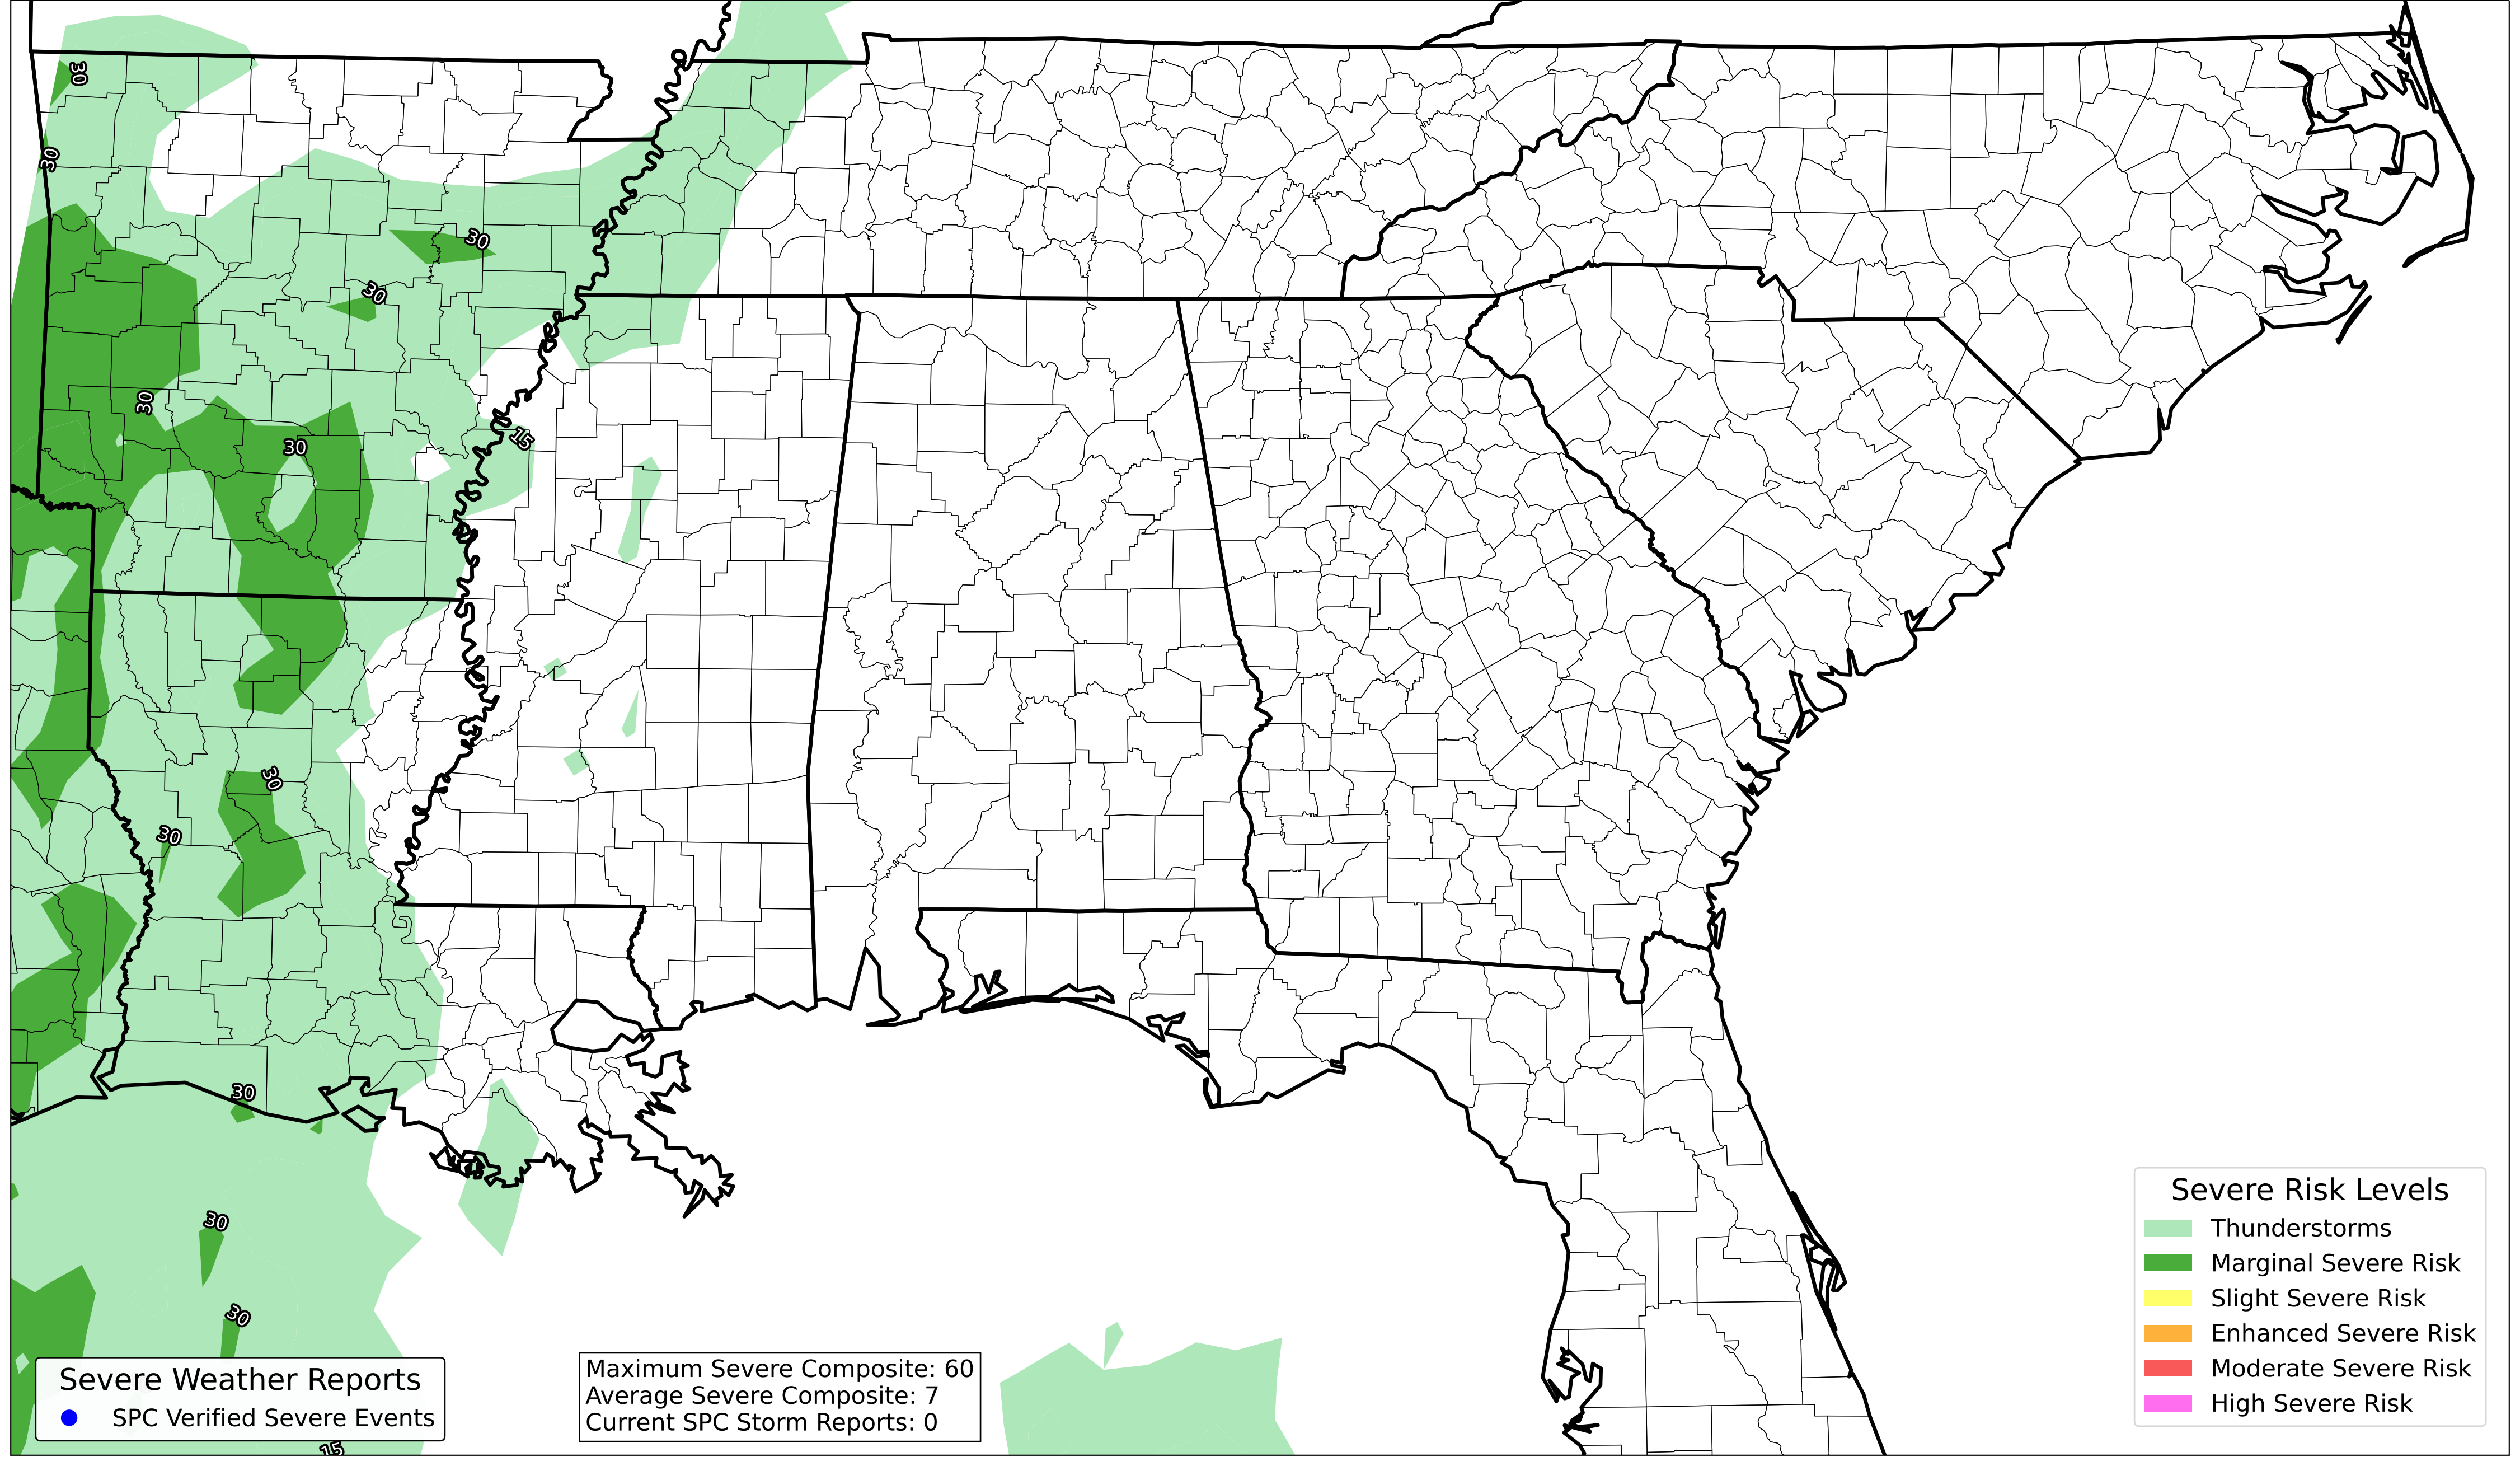 30
30
30
30
30
30
15
30
30
30
30
30
15
Severe Weather Reports
SPC Verified Severe Events
Maximum Severe Composite: 60
Average Severe Composite: 7
Current SPC Storm Reports: 0
Severe Risk Levels
Thunderstorms
Marginal Severe Risk
Slight Severe Risk
Enhanced Severe Risk
Moderate Severe Risk
High Severe Risk